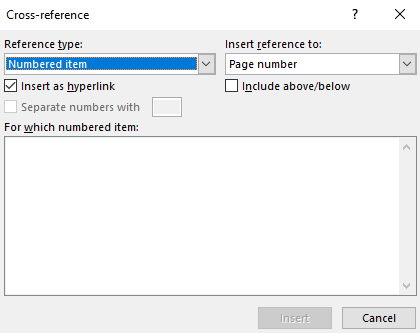 Cross-reference ?
Reference type: Insert reference to:
Numbered item Page number
Insert as hyperlink Include above/below
Separate numbers with
For which numbered item:
Insert Cancel